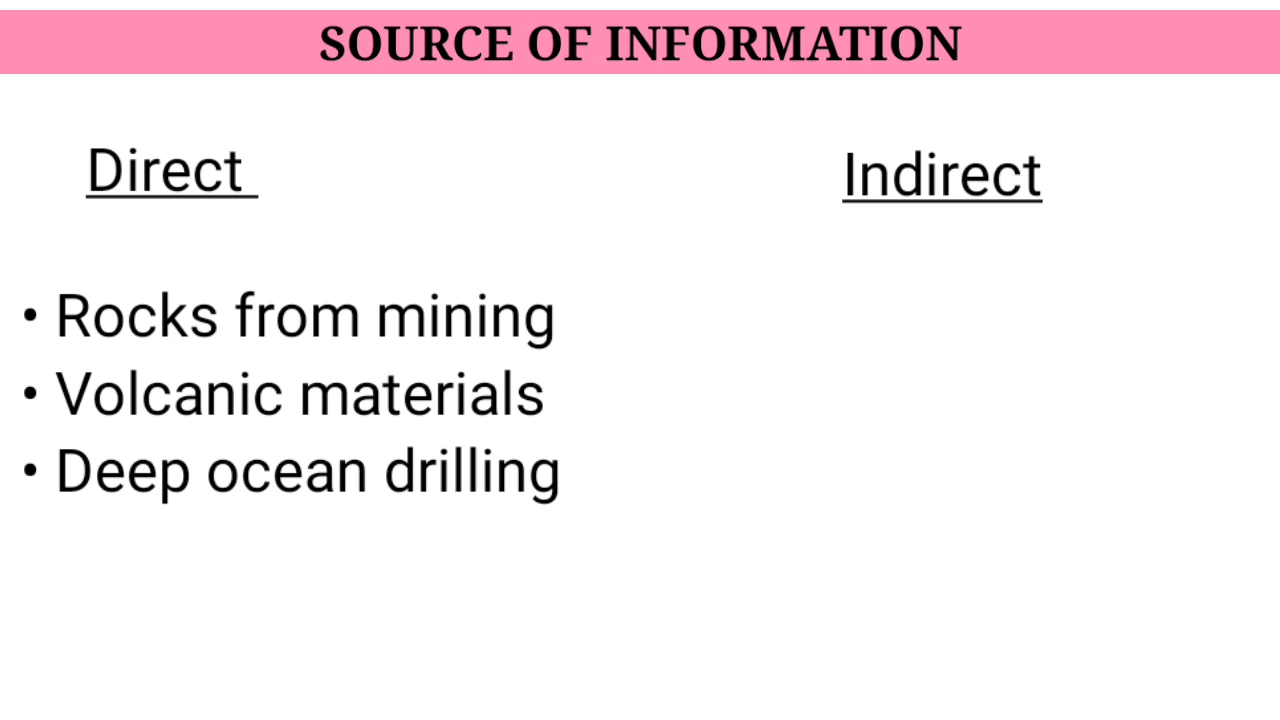 SOURCE OF INFORMATION
Direct
Indirect
• Rocks from mining
• Volcanic materials
• Deep ocean drilling